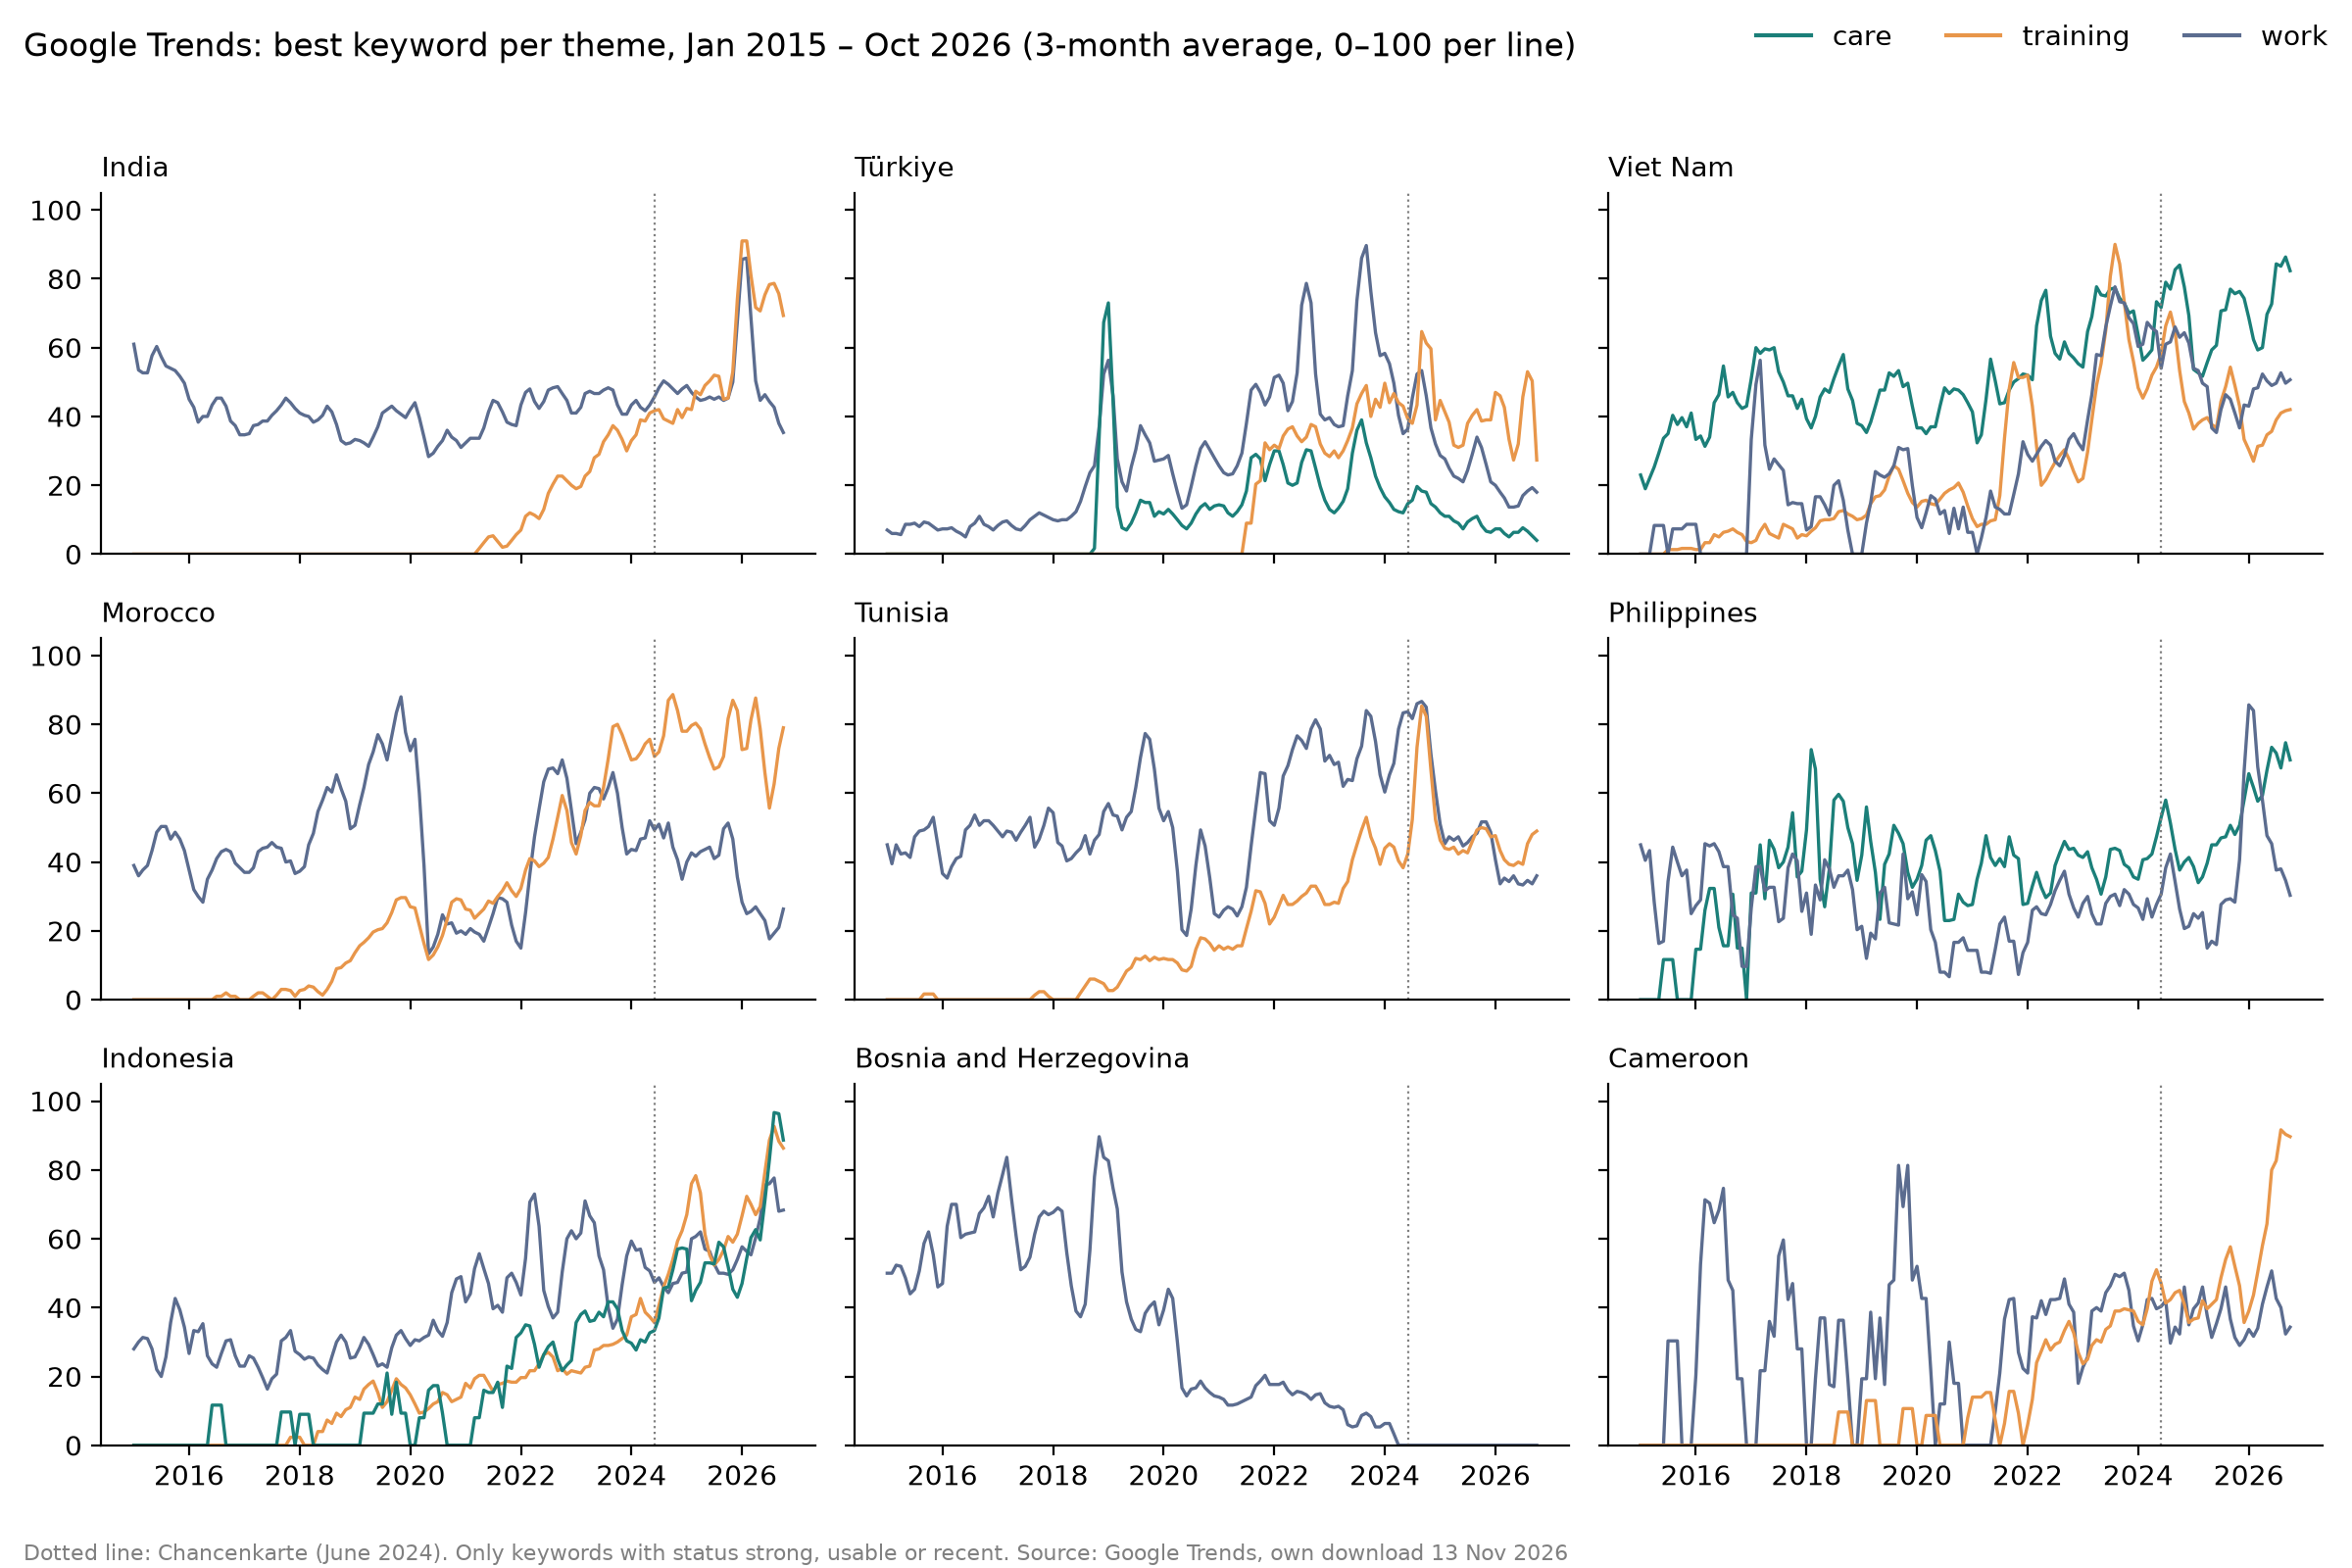 Google Trends: best keyword per theme, Jan 2015 – Oct 2026 (3-month average, 0–100 per line)
care training work
India
Türkiye
Viet Nam
100
80
60
40
20
0
Morocco
Tunisia
Philippines
100
80
60
40
20
0
Indonesia
Bosnia and Herzegovina
Cameroon
100
80
60
40
20
0
2016 2018 2020 2022 2024 2026
2016 2018 2020 2022 2024 2026
2016 2018 2020 2022 2024 2026
Dotted line: Chancenkarte (June 2024). Only keywords with status strong, usable or recent. Source: Google Trends, own download 13 Nov 2026